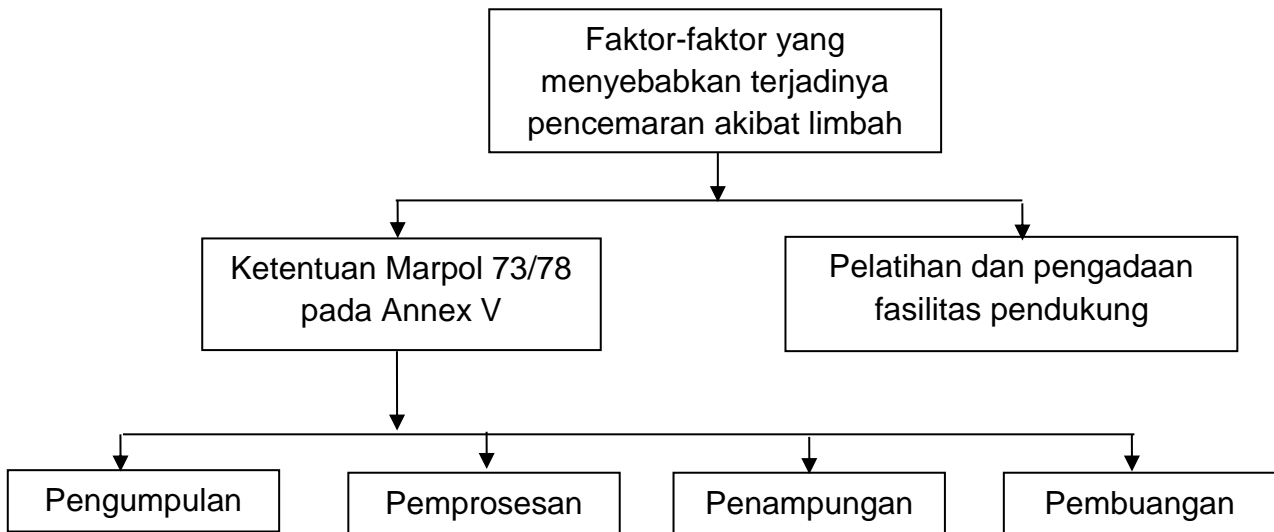 Faktor-faktor yang
menyebabkan terjadinya
pencemaran akibat limbah
Ketentuan Marpol 73/78
pada Annex V
Pelatihan dan pengadaan
fasilitas pendukung
Pengumpulan
Pemprosesan
Penampungan
Pembuangan